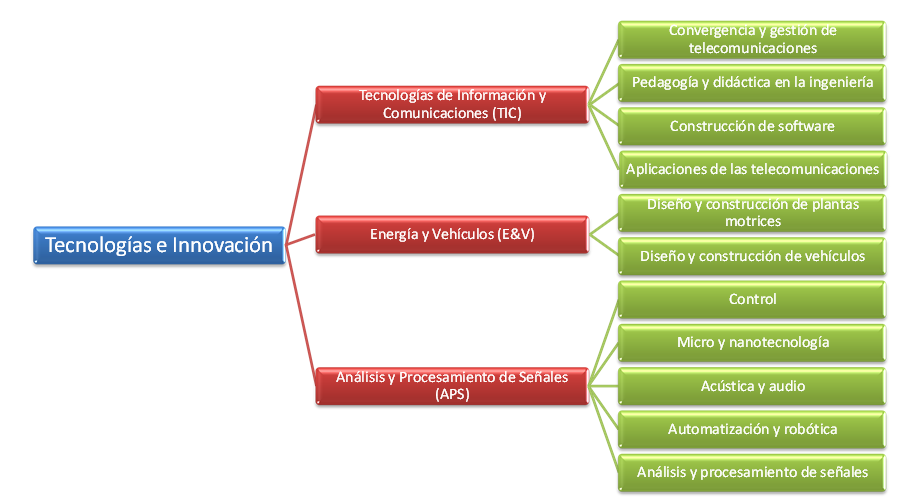 Tecnologías e Innovación
Tecnologías de Información y
Comunicaciones (TIC)
Convergencia y gestión de
telecomunicaciones
Pedagogía y didáctica en la ingeniería
Construcción de software
Aplicaciones de las telecomunicaciones
Energía y Vehículos (E&V)
Diseño y construcción de plantas
motrices
Diseño y construcción de vehículos
Análisis y Procesamiento de Señales
(APS)
Control
Micro y nanotecnología
Acústica y audio
Automatización y robótica
Análisis y procesamiento de señales